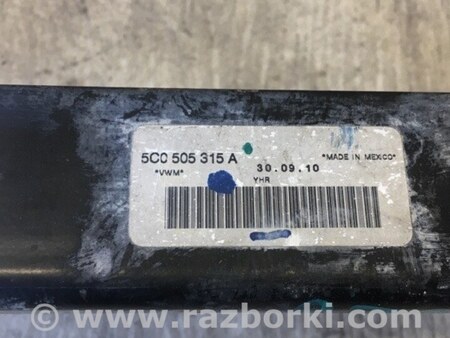 5C0 505 315 A
*VWM*
30.09.10
*MADE IN MEXICO*
YHR
© www.razborki.com